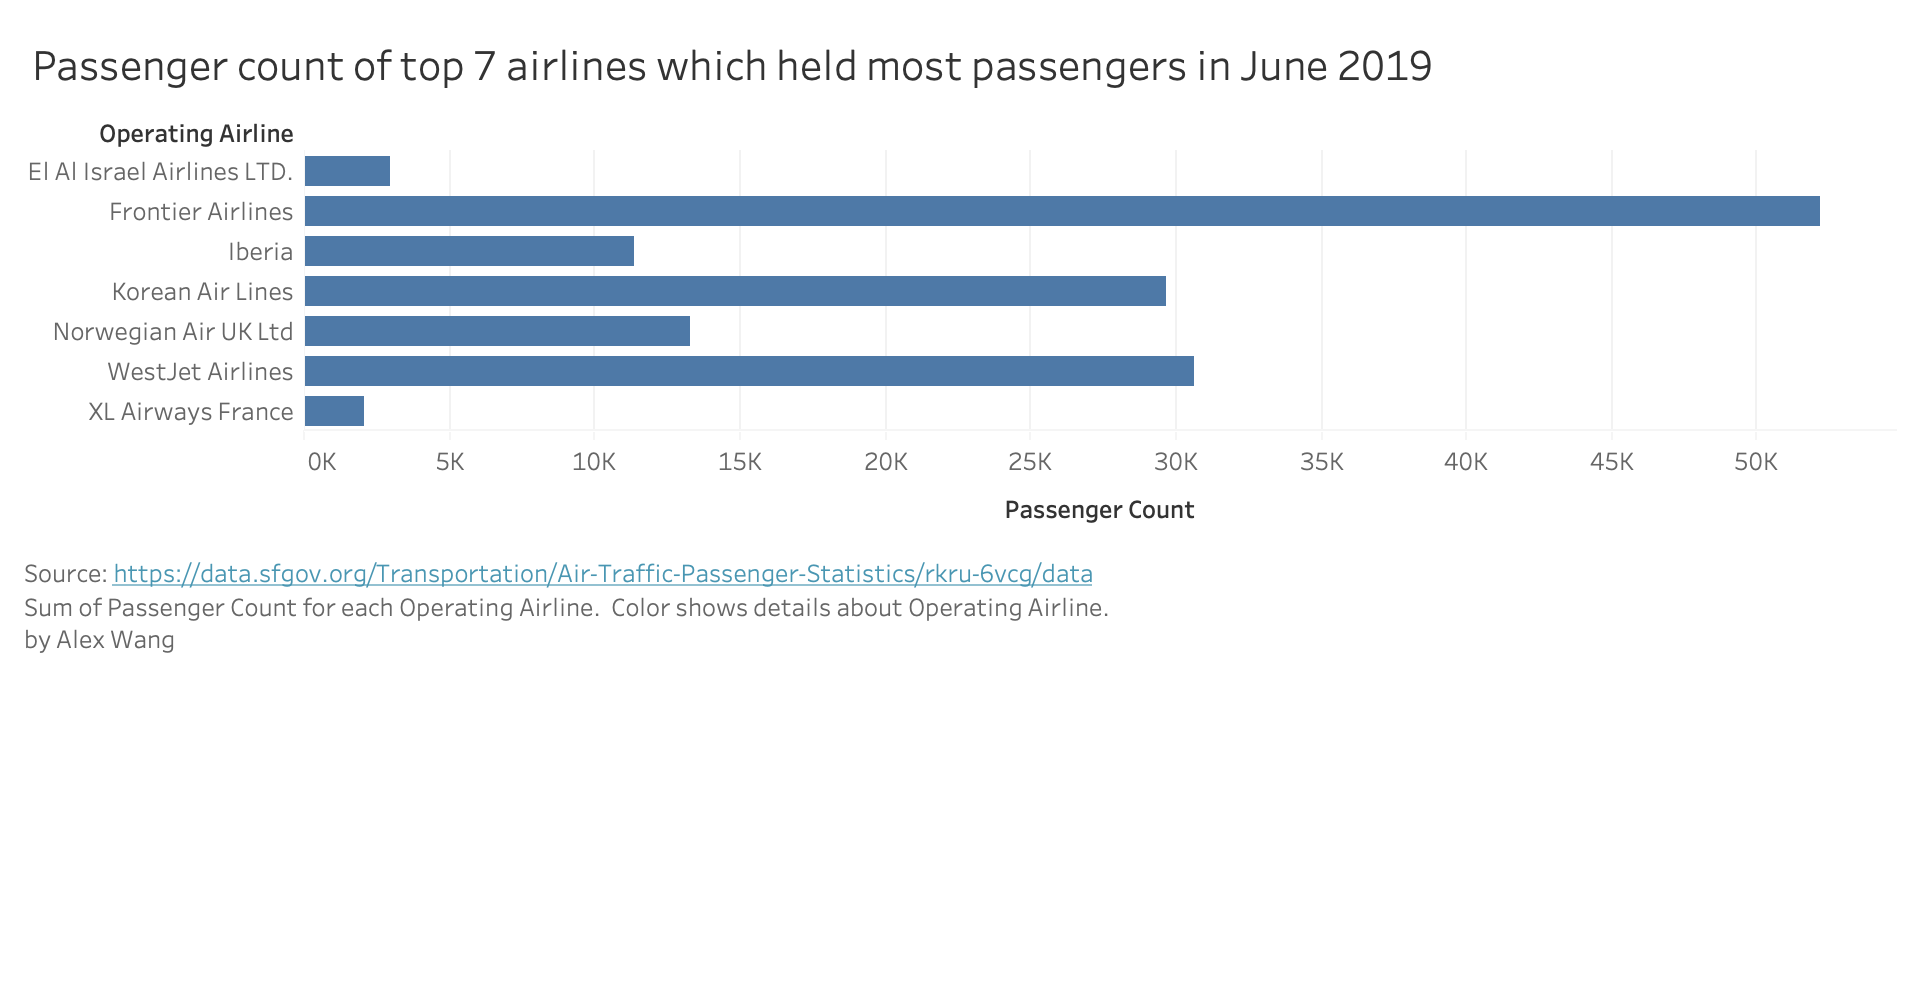 Passenger count of top 7 airlines which held most passengers in June 2019
Operating Airline
El Al Israel Airlines LTD.
Frontier Airlines
Iberia
Korean Air Lines
Norwegian Air UK Ltd
WestJet Airlines
XL Airways France
0K 5K 10K 15K 20K 25K 30K 35K 40K 45K 50K
Passenger Count
Source: https://data.sfgov.org/Transportation/Air-Traffic-Passenger-Statistics/rkru-6vcg/data
Sum of Passenger Count for each Operating Airline. Color shows details about Operating Airline.
by Alex Wang